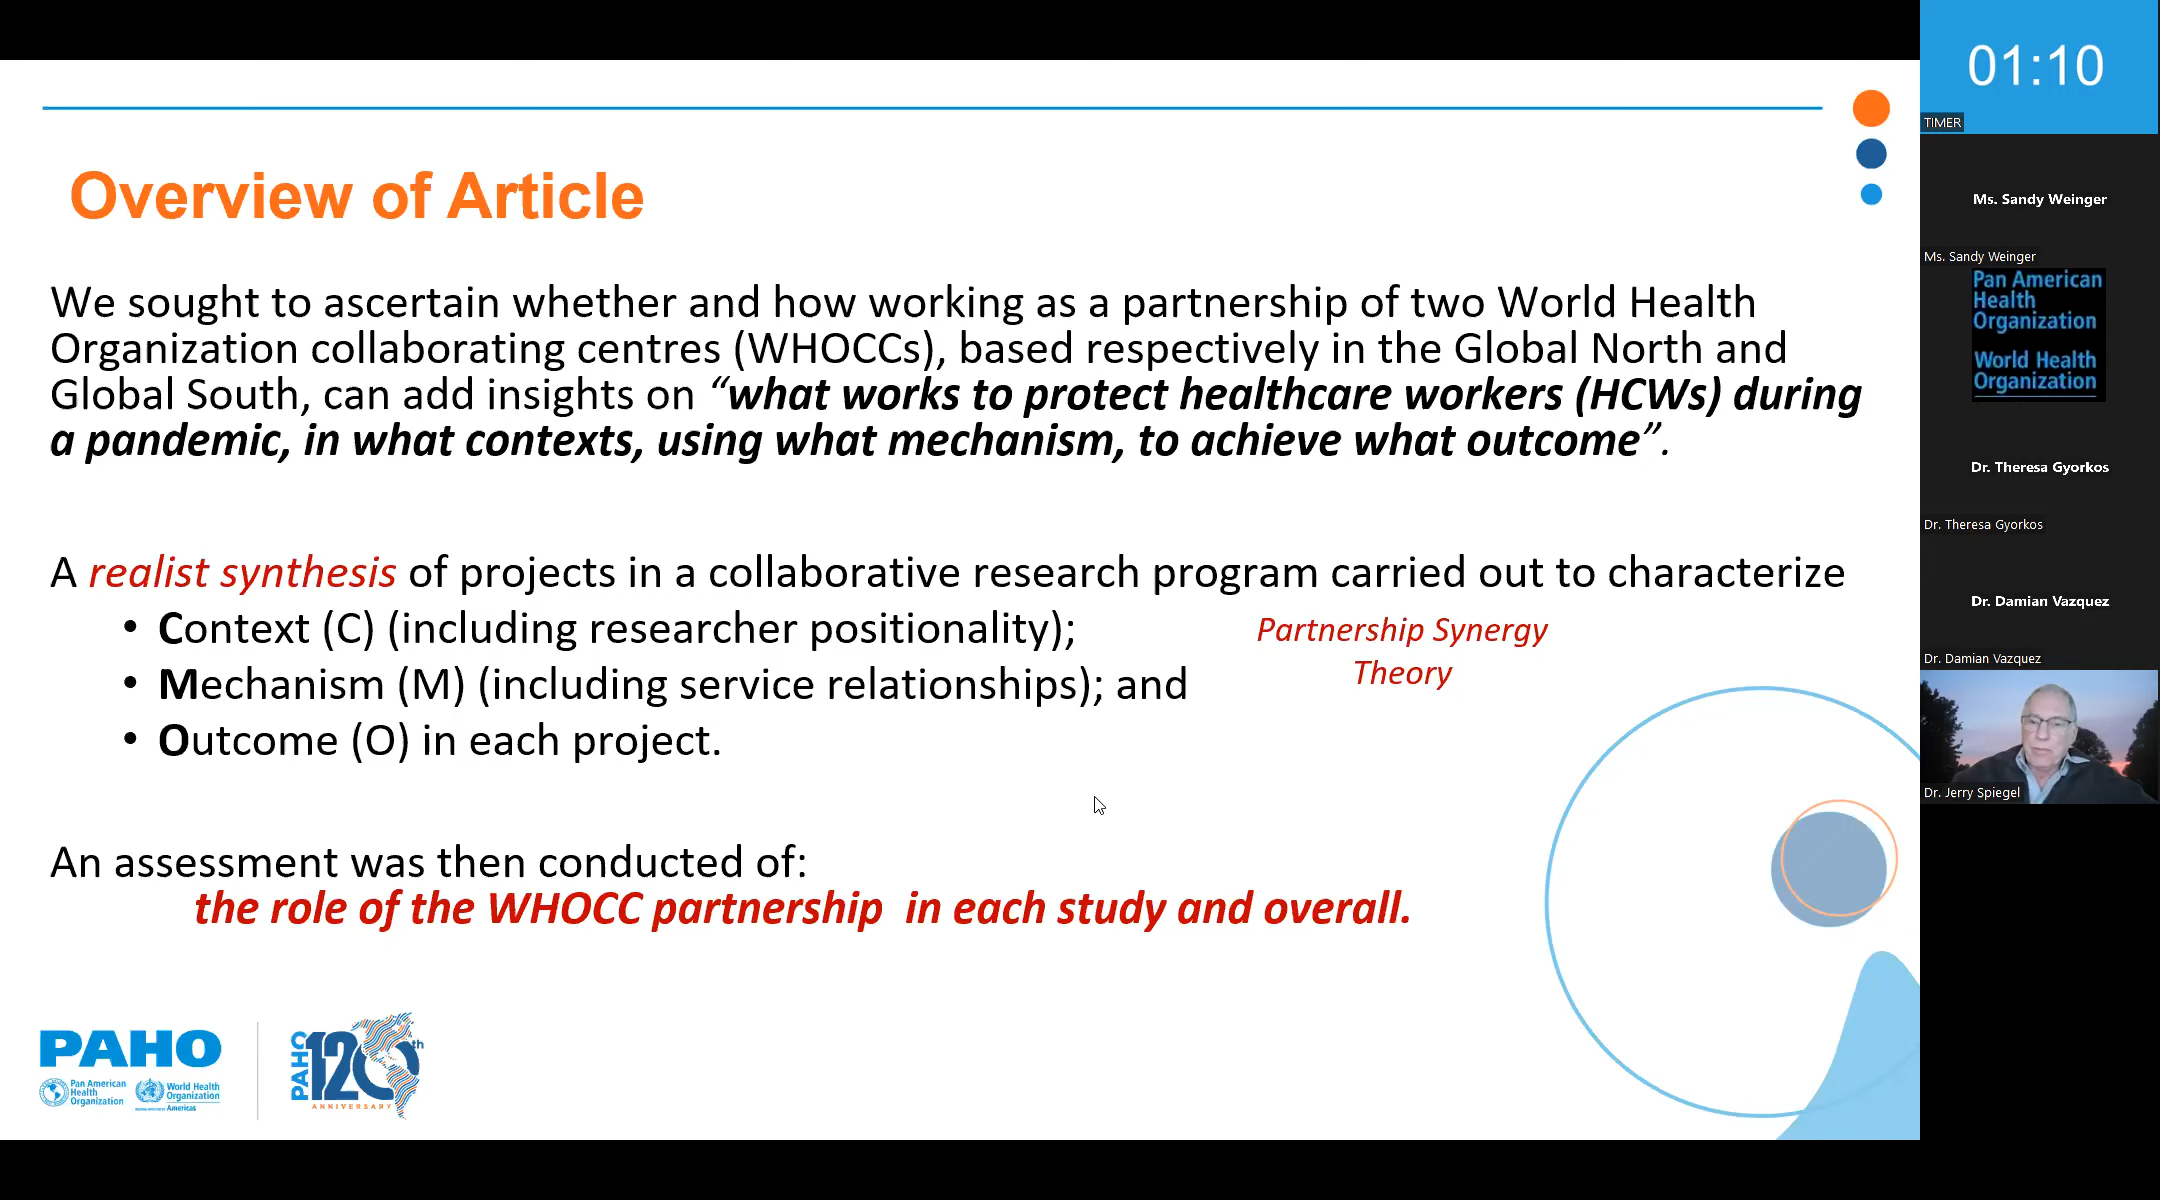 Overview of Article
We sought to ascertain whether and how working as a partnership of two World Health
Organization collaborating centres (WHOCCs), based respectively in the Global North and
Global South, can add insights on “what works to protect healthcare workers (HCWs) during
a pandemic, in what contexts, using what mechanism, to achieve what outcome”.
A realist synthesis of projects in a collaborative research program carried out to characterize
• Context (C) (including researcher positionality);
• Mechanism (M) (including service relationships); and
• Outcome (O) in each project.
Partnership Synergy
Theory
An assessment was then conducted of:
the role of the WHOCC partnership in each study and overall.
PAHO
Pan American
Health
Organization
World Health
Organization
Americas
PAHO
120th
ANNIVERSARY
01:10
TIMER
Ms. Sandy Weinger
Ms. Sandy Weinger
Pan American
Health
Organization
World Health
Organization
Dr. Theresa Gyorkos
Dr. Theresa Gyorkos
Dr. Damian Vazquez
Dr. Damian Vazquez
Dr. Jerry Spiegel